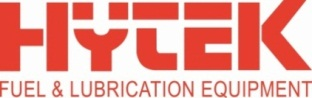 HYTEK
FUEL & LUBRICATION EQUIPMENT